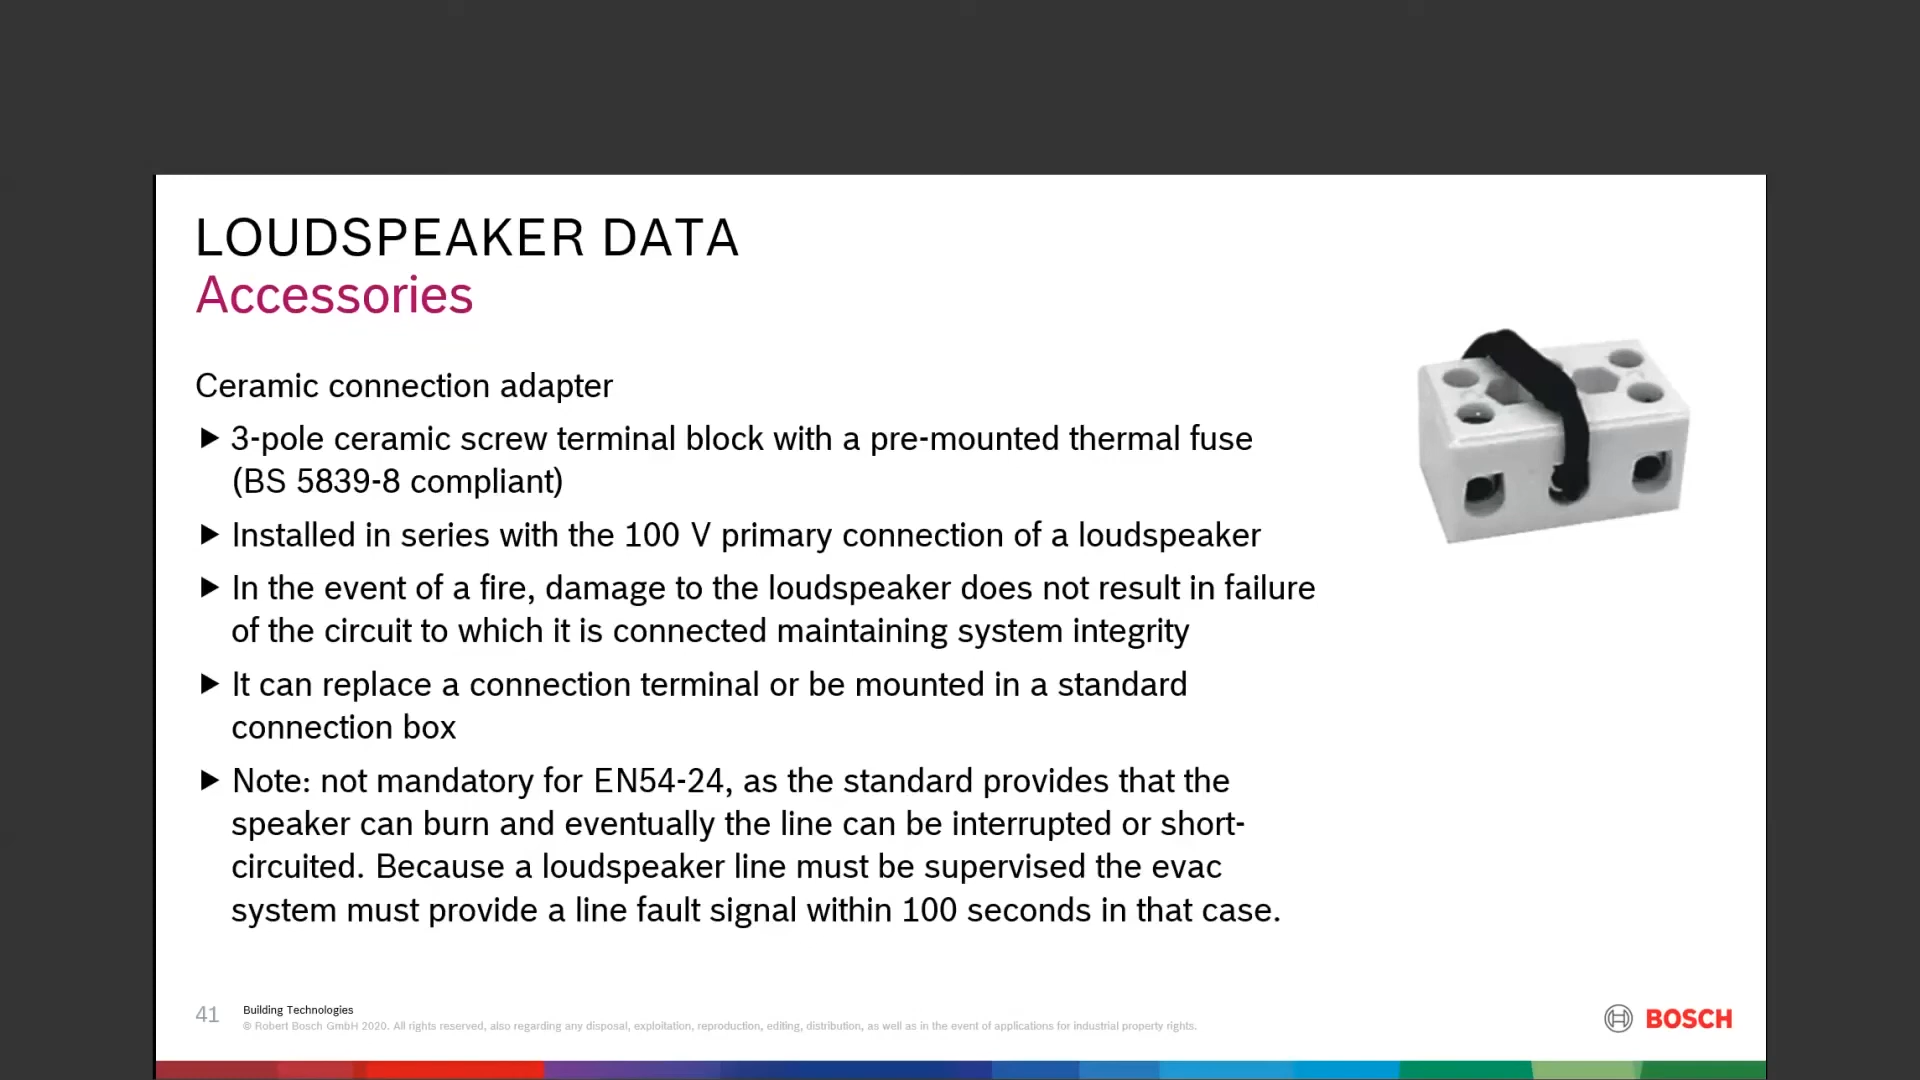 LOUDSPEAKER DATA
Accessories
Ceramic connection adapter
▶ 3-pole ceramic screw terminal block with a pre-mounted thermal fuse
(BS 5839-8 compliant)
▶ Installed in series with the 100 V primary connection of a loudspeaker
▶ In the event of a fire, damage to the loudspeaker does not result in failure
of the circuit to which it is connected maintaining system integrity
▶ It can replace a connection terminal or be mounted in a standard
connection box
▶ Note: not mandatory for EN54-24, as the standard provides that the
speaker can burn and eventually the line can be interrupted or short-
circuited. Because a loudspeaker line must be supervised the evac
system must provide a line fault signal within 100 seconds in that case.
41
Building Technologies
© Robert Bosch GmbH 2020. All rights reserved, also regarding any disposal, exploitation, reproduction, editing, distribution, as well as in the event of applications for industrial property rights.
BOSCH